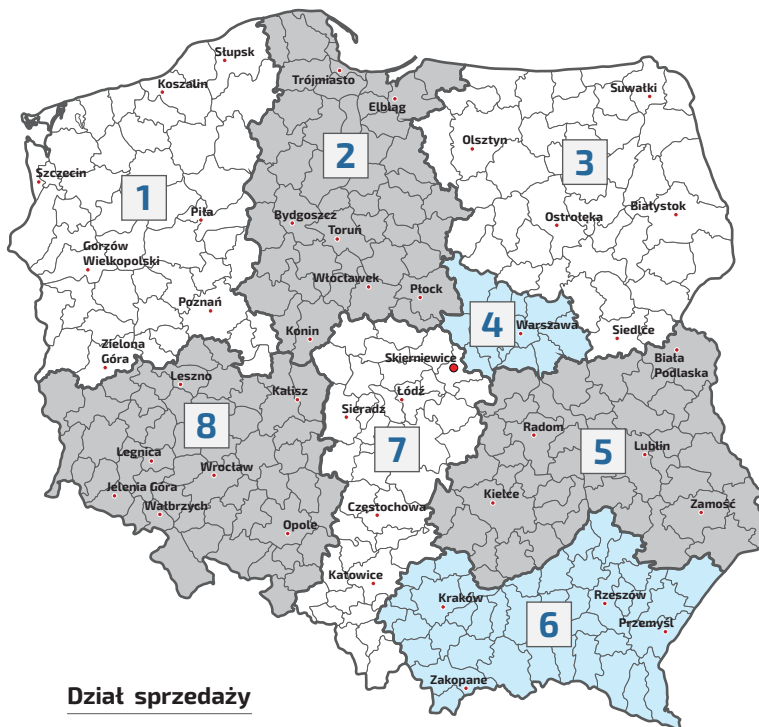 Słupsk
Koszalin
Trójmiasto
Elbląg
Suwałki
Olsztyn
2
3
Szczecin
1
Piła
Bydgoszcz
Toruń
Ostrołęka
Białystok
Gorzów
Wielkopolski
Włocławek
Płock
Poznań
4
Warszawa
Konin
Siedlce
Zielona
Góra
Skierniewice
Biała
Podlaska
Leszno
Kalisz
Łódź
Sieradz
8
7
Radom
5
Lublin
Legnica
Wrocław
Jelenia Góra
Wałbrzych
Kielce
Zamość
Częstochowa
Opole
Katowice
Kraków
Rzeszów
6
Przemyśl
Zakopane
Dział sprzedaży